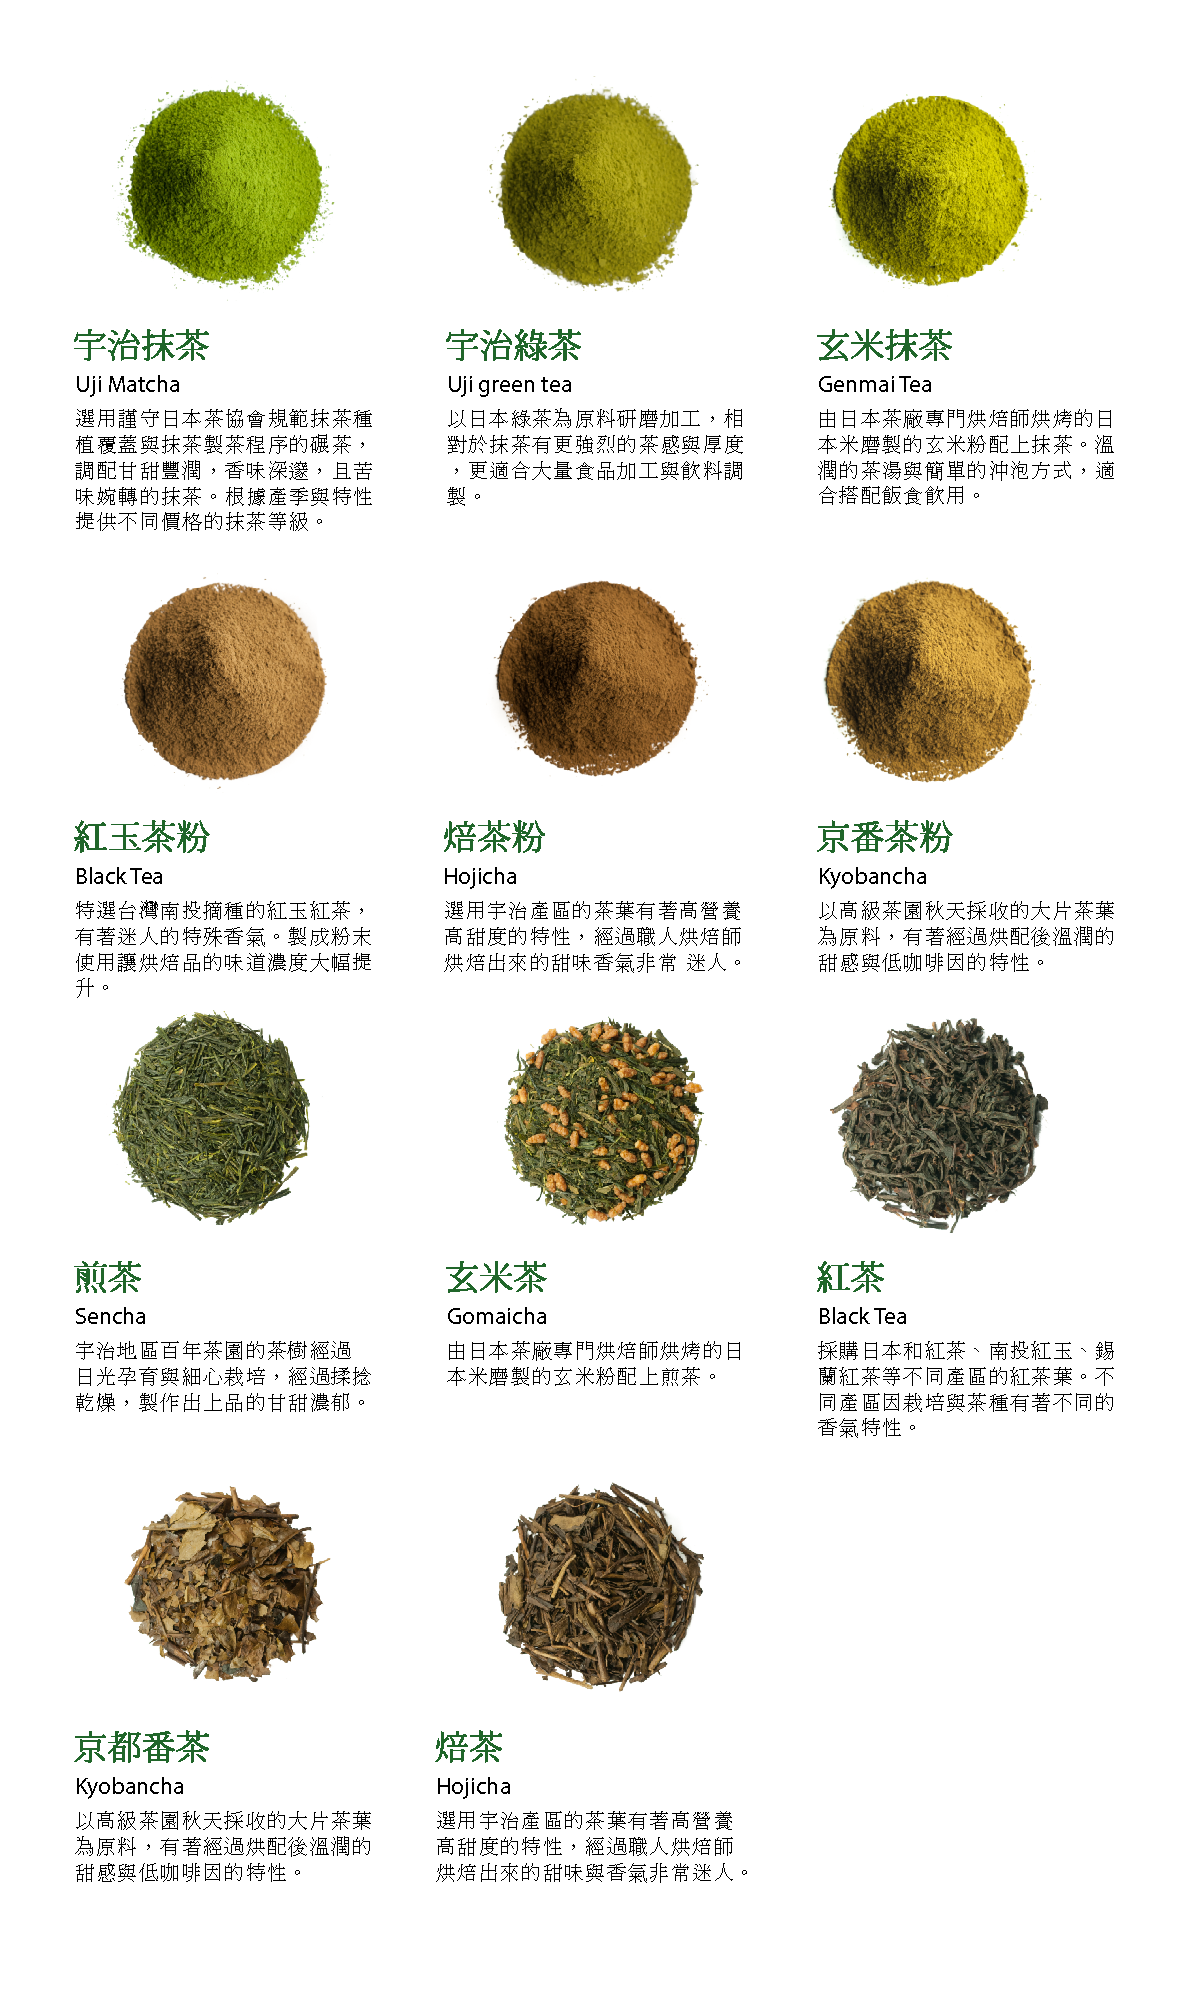 宇治抹茶
Uji Matcha
選用謹守日本茶協會規範抹茶種
植覆蓋與抹茶製茶程序的碾茶，
調配甘甜豐潤，香味深邃，且苦
味婉轉的抹茶。根據產季與特性
提供不同價格的抹茶等級。
宇治綠茶
Uji green tea
以日本綠茶為原料研磨加工，相
對於抹茶有更強烈的茶感與厚度
，更適合大量食品加工與飲料調
製。
玄米抹茶
Genmai Tea
由日本茶廠專門烘焙師烘烤的日
本米磨製的玄米粉配上抹茶。溫
潤的茶湯與簡單的沖泡方式，適
合搭配飯食飲用。
紅玉茶粉
Black Tea
特選台灣南投摘種的紅玉紅茶，
有著迷人的特殊香氣。製成粉末
使用讓烘焙品的味道濃度大幅提
升。
焙茶粉
Hojicha
選用宇治產區的茶葉有著高營養
高甜度的特性，經過職人烘焙師
烘焙出來的甜味香氣非常 迷人。
京番茶粉
Kyobancha
以高級茶園秋天採收的大片茶葉
為原料，有著經過烘配後溫潤的
甜感與低咖啡因的特性。
煎茶
Sencha
宇治地區百年茶園的茶樹經過
日光孕育與細心栽培，經過揉捻
乾燥，製作出上品的甘甜濃郁。
玄米茶
Gomaicha
由日本茶廠專門烘焙師烘烤的日
本米磨製的玄米粉配上煎茶。
紅茶
Black Tea
採購日本和紅茶、南投紅玉、錫
蘭紅茶等不同產區的紅茶葉。不
同產區因栽培與茶種有著不同的
香氣特性。
京都番茶
Kyobancha
以高級茶園秋天採收的大片茶葉
為原料，有著經過烘配後溫潤的
甜感與低咖啡因的特性。
焙茶
Hojicha
選用宇治產區的茶葉有著高營養
高甜度的特性，經過職人烘焙師
烘焙出來的甜味與香氣非常迷人。